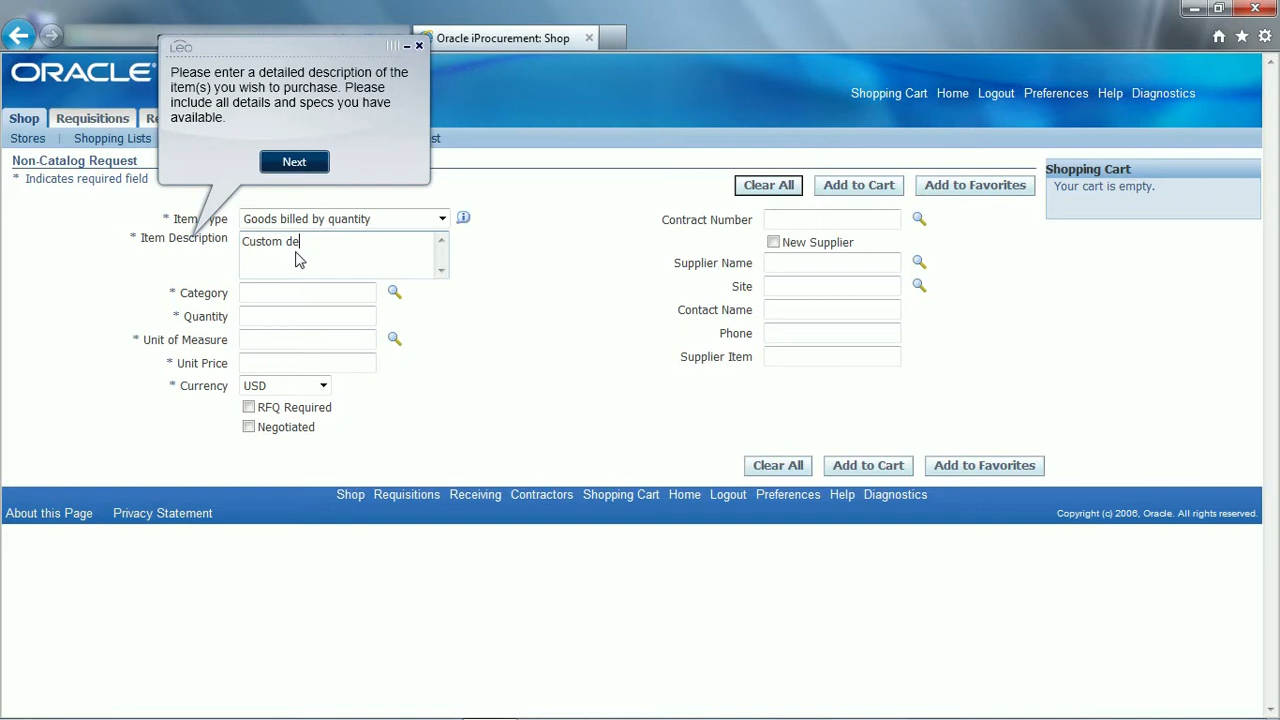 Oracle iProcurement: Shop
Leo
Please enter a detailed description of the
item(s) you wish to purchase. Please
include all details and specs you have
available.
Next
ORACLE
Shopping Cart Home Logout Preferences Help Diagnostics
Shop Requisitions Re
Stores | Shopping Lists st
Non-Catalog Request
* Indicates required field
Clear All Add to Cart Add to Favorites
Shopping Cart
Your cart is empty.
* Item Type Goods billed by quantity
* Item Description Custom de
* Category
* Quantity
* Unit of Measure
* Unit Price
* Currency USD
RFQ Required
Negotiated
Contract Number
New Supplier
Supplier Name
Site
Contact Name
Phone
Supplier Item
Clear All Add to Cart Add to Favorites
Shop Requisitions Receiving Contractors Shopping Cart Home Logout Preferences Help Diagnostics
About this Page Privacy Statement
Copyright (c) 2006, Oracle. All rights reserved.